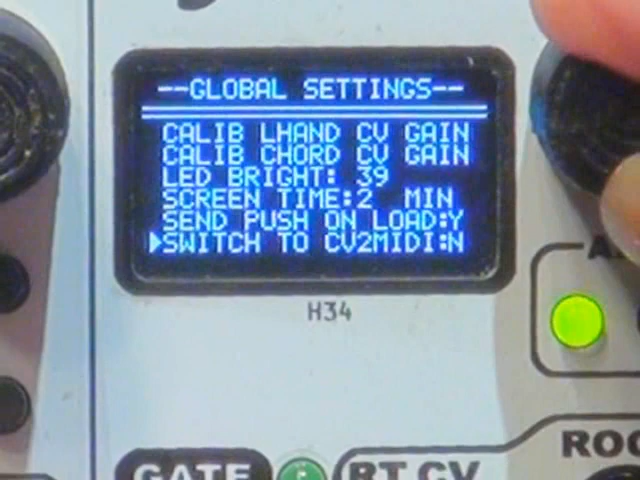 --GLOBAL SETTINGS--
CALIB LHAND CV GAIN
CALIB CHORD CV GAIN
LED BRIGHT: 39
SCREEN TIME:2 MIN
SEND PUSH ON LOAD:Y
SWITCH TO CV2MIDI:N
H34
GATE
RT CV